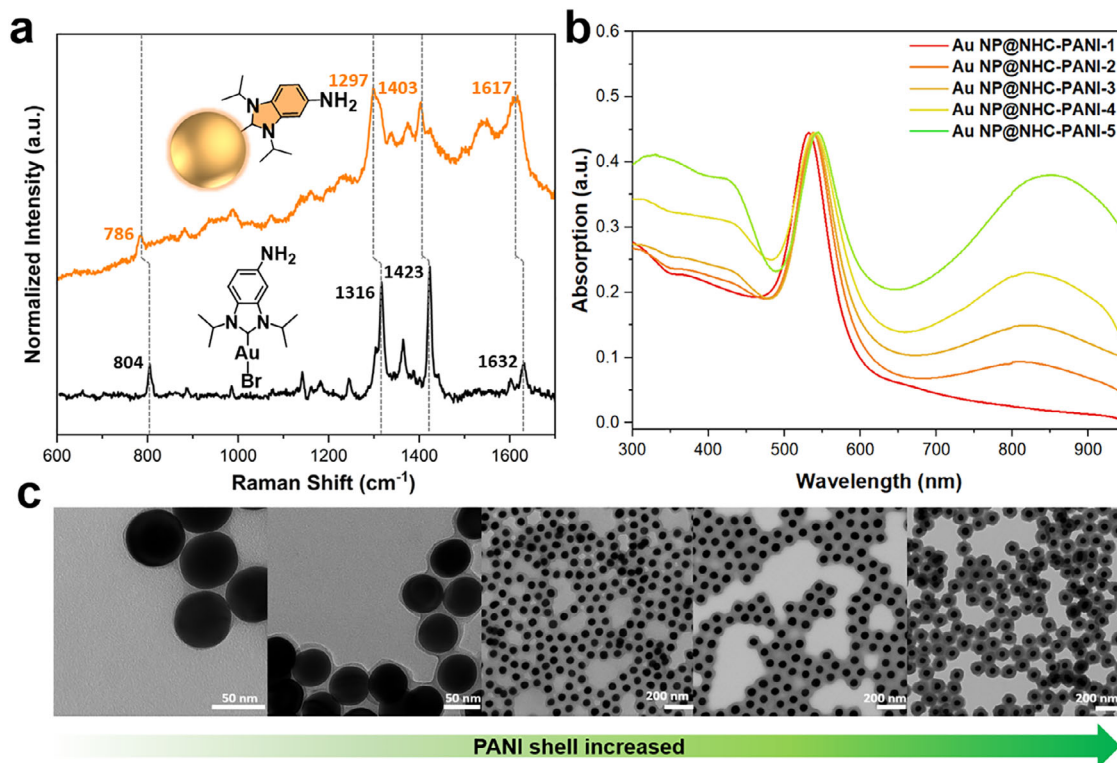 a
Normalized Intensity (a.u.)
1297
1403
1617
N
N
NH2
786
NH2
1316
1423
N
N
Au
Br
804
1632
600
800
1000
1200
1400
1600
Raman Shift (cm-1)
b
Absorption (a.u.)
0.6
0.5
0.4
0.3
0.2
0.1
0.0
Au NP@NHC-PANI-1
Au NP@NHC-PANI-2
Au NP@NHC-PANI-3
Au NP@NHC-PANI-4
Au NP@NHC-PANI-5
300
400
500
600
700
800
900
Wavelength (nm)
c
50 nm
50 nm
200 nm
200 nm
200 nm
PANI shell increased